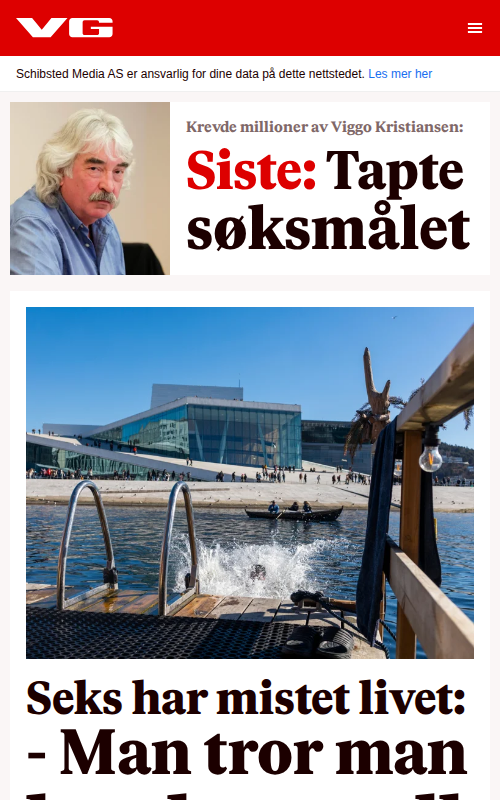 VG
Schibsted Media AS er ansvarlig for dine data på dette nettstedet. Les mer her
Krevde millioner av Viggo Kristiansen:
Siste: Tapte
søksmålet
Seks har mistet livet:
- Man tror man